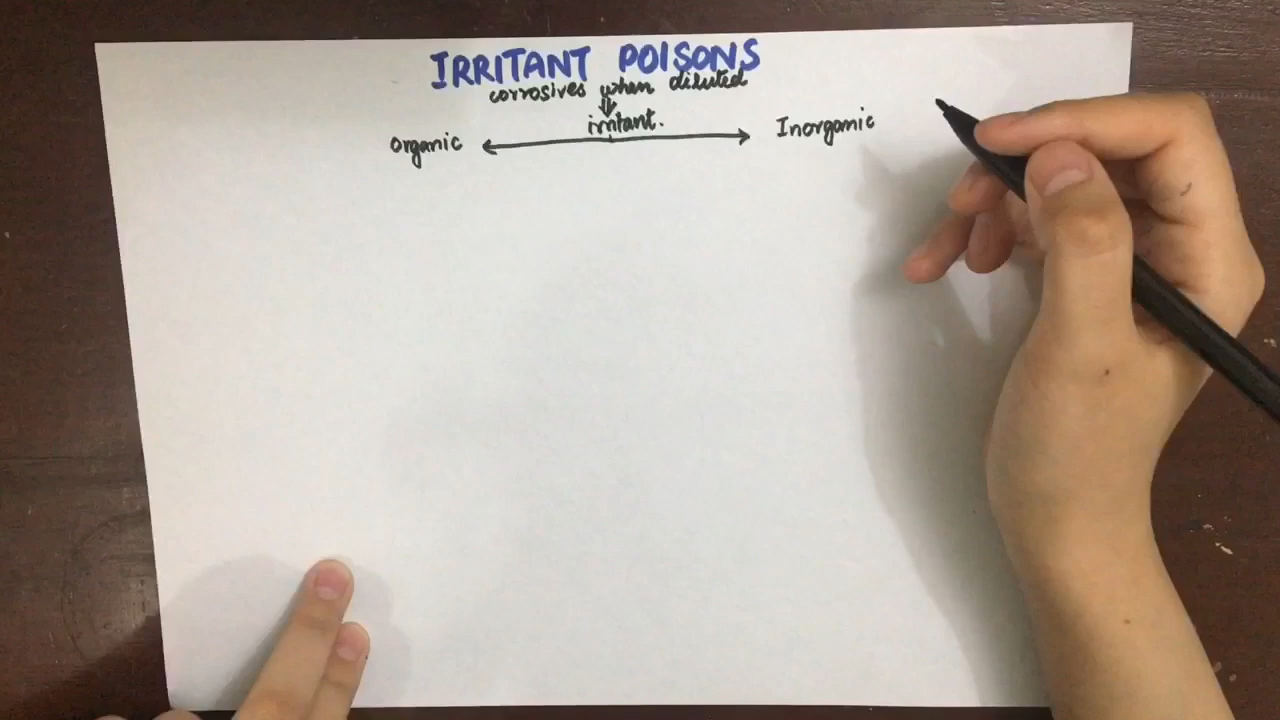 IRRITANT POISONS
corrosives when diluted
irritant.
Organic Inorganic